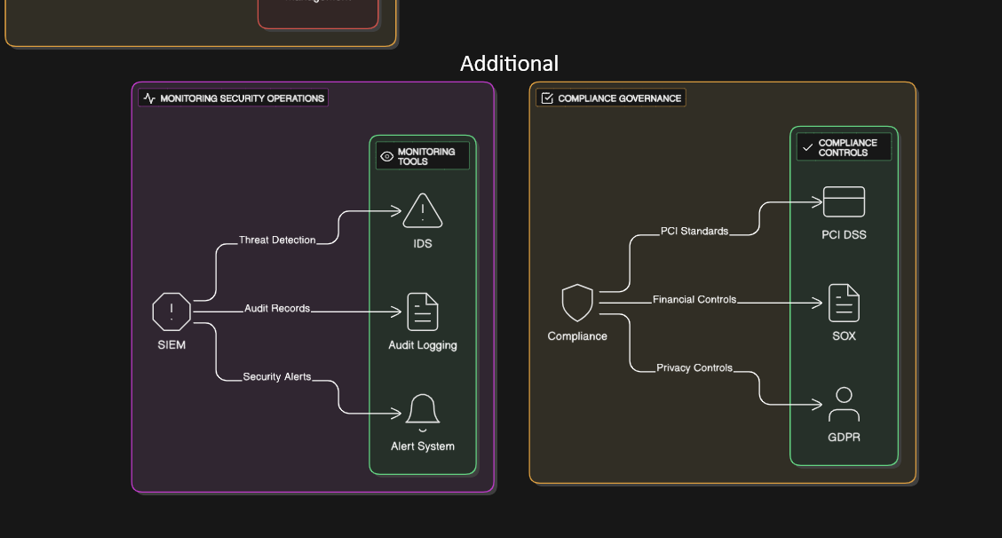 Additional
MONITORING SECURITY OPERATIONS
MONITORING
TOOLS
Threat Detection
IDS
Audit Records
SIEM
Audit Logging
Security Alerts
Alert System
COMPLIANCE GOVERNANCE
COMPLIANCE
CONTROLS
PCI Standards
PCI DSS
Financial Controls
Compliance
SOX
Privacy Controls
GDPR